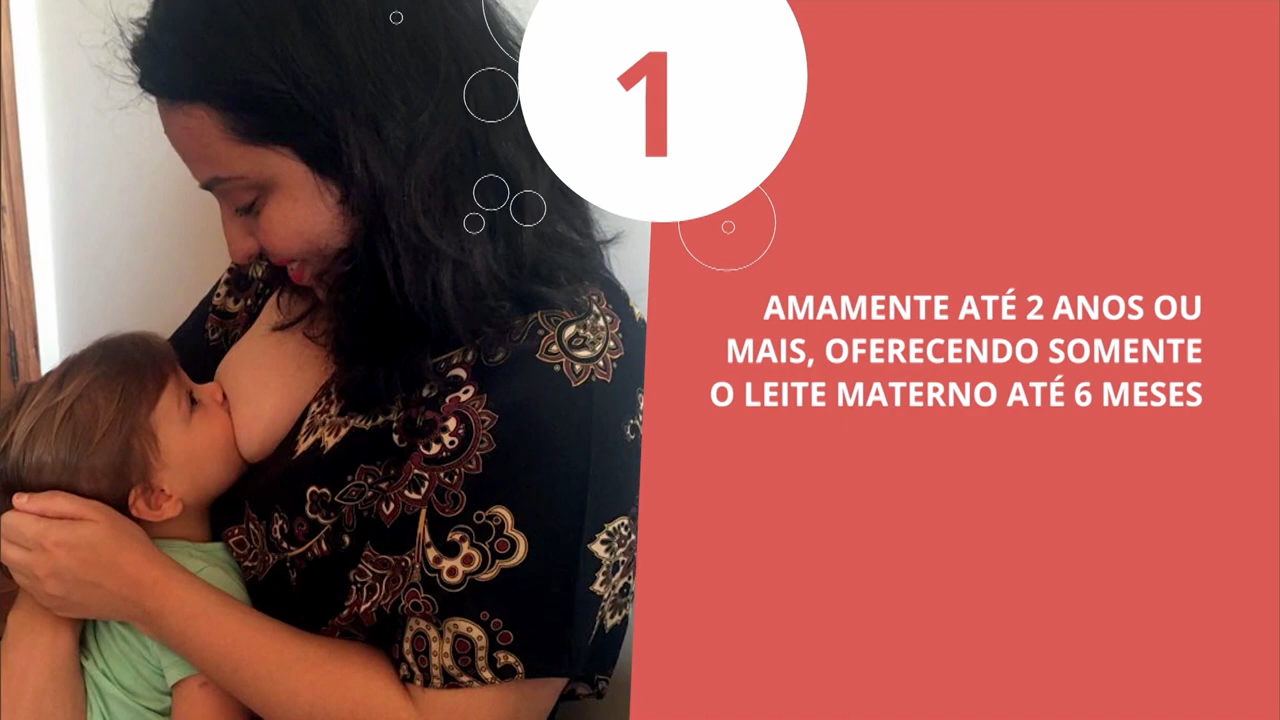 1
AMAMENTE ATÉ 2 ANOS OU
MAIS, OFERECENDO SOMENTE
O LEITE MATERNO ATÉ 6 MESES